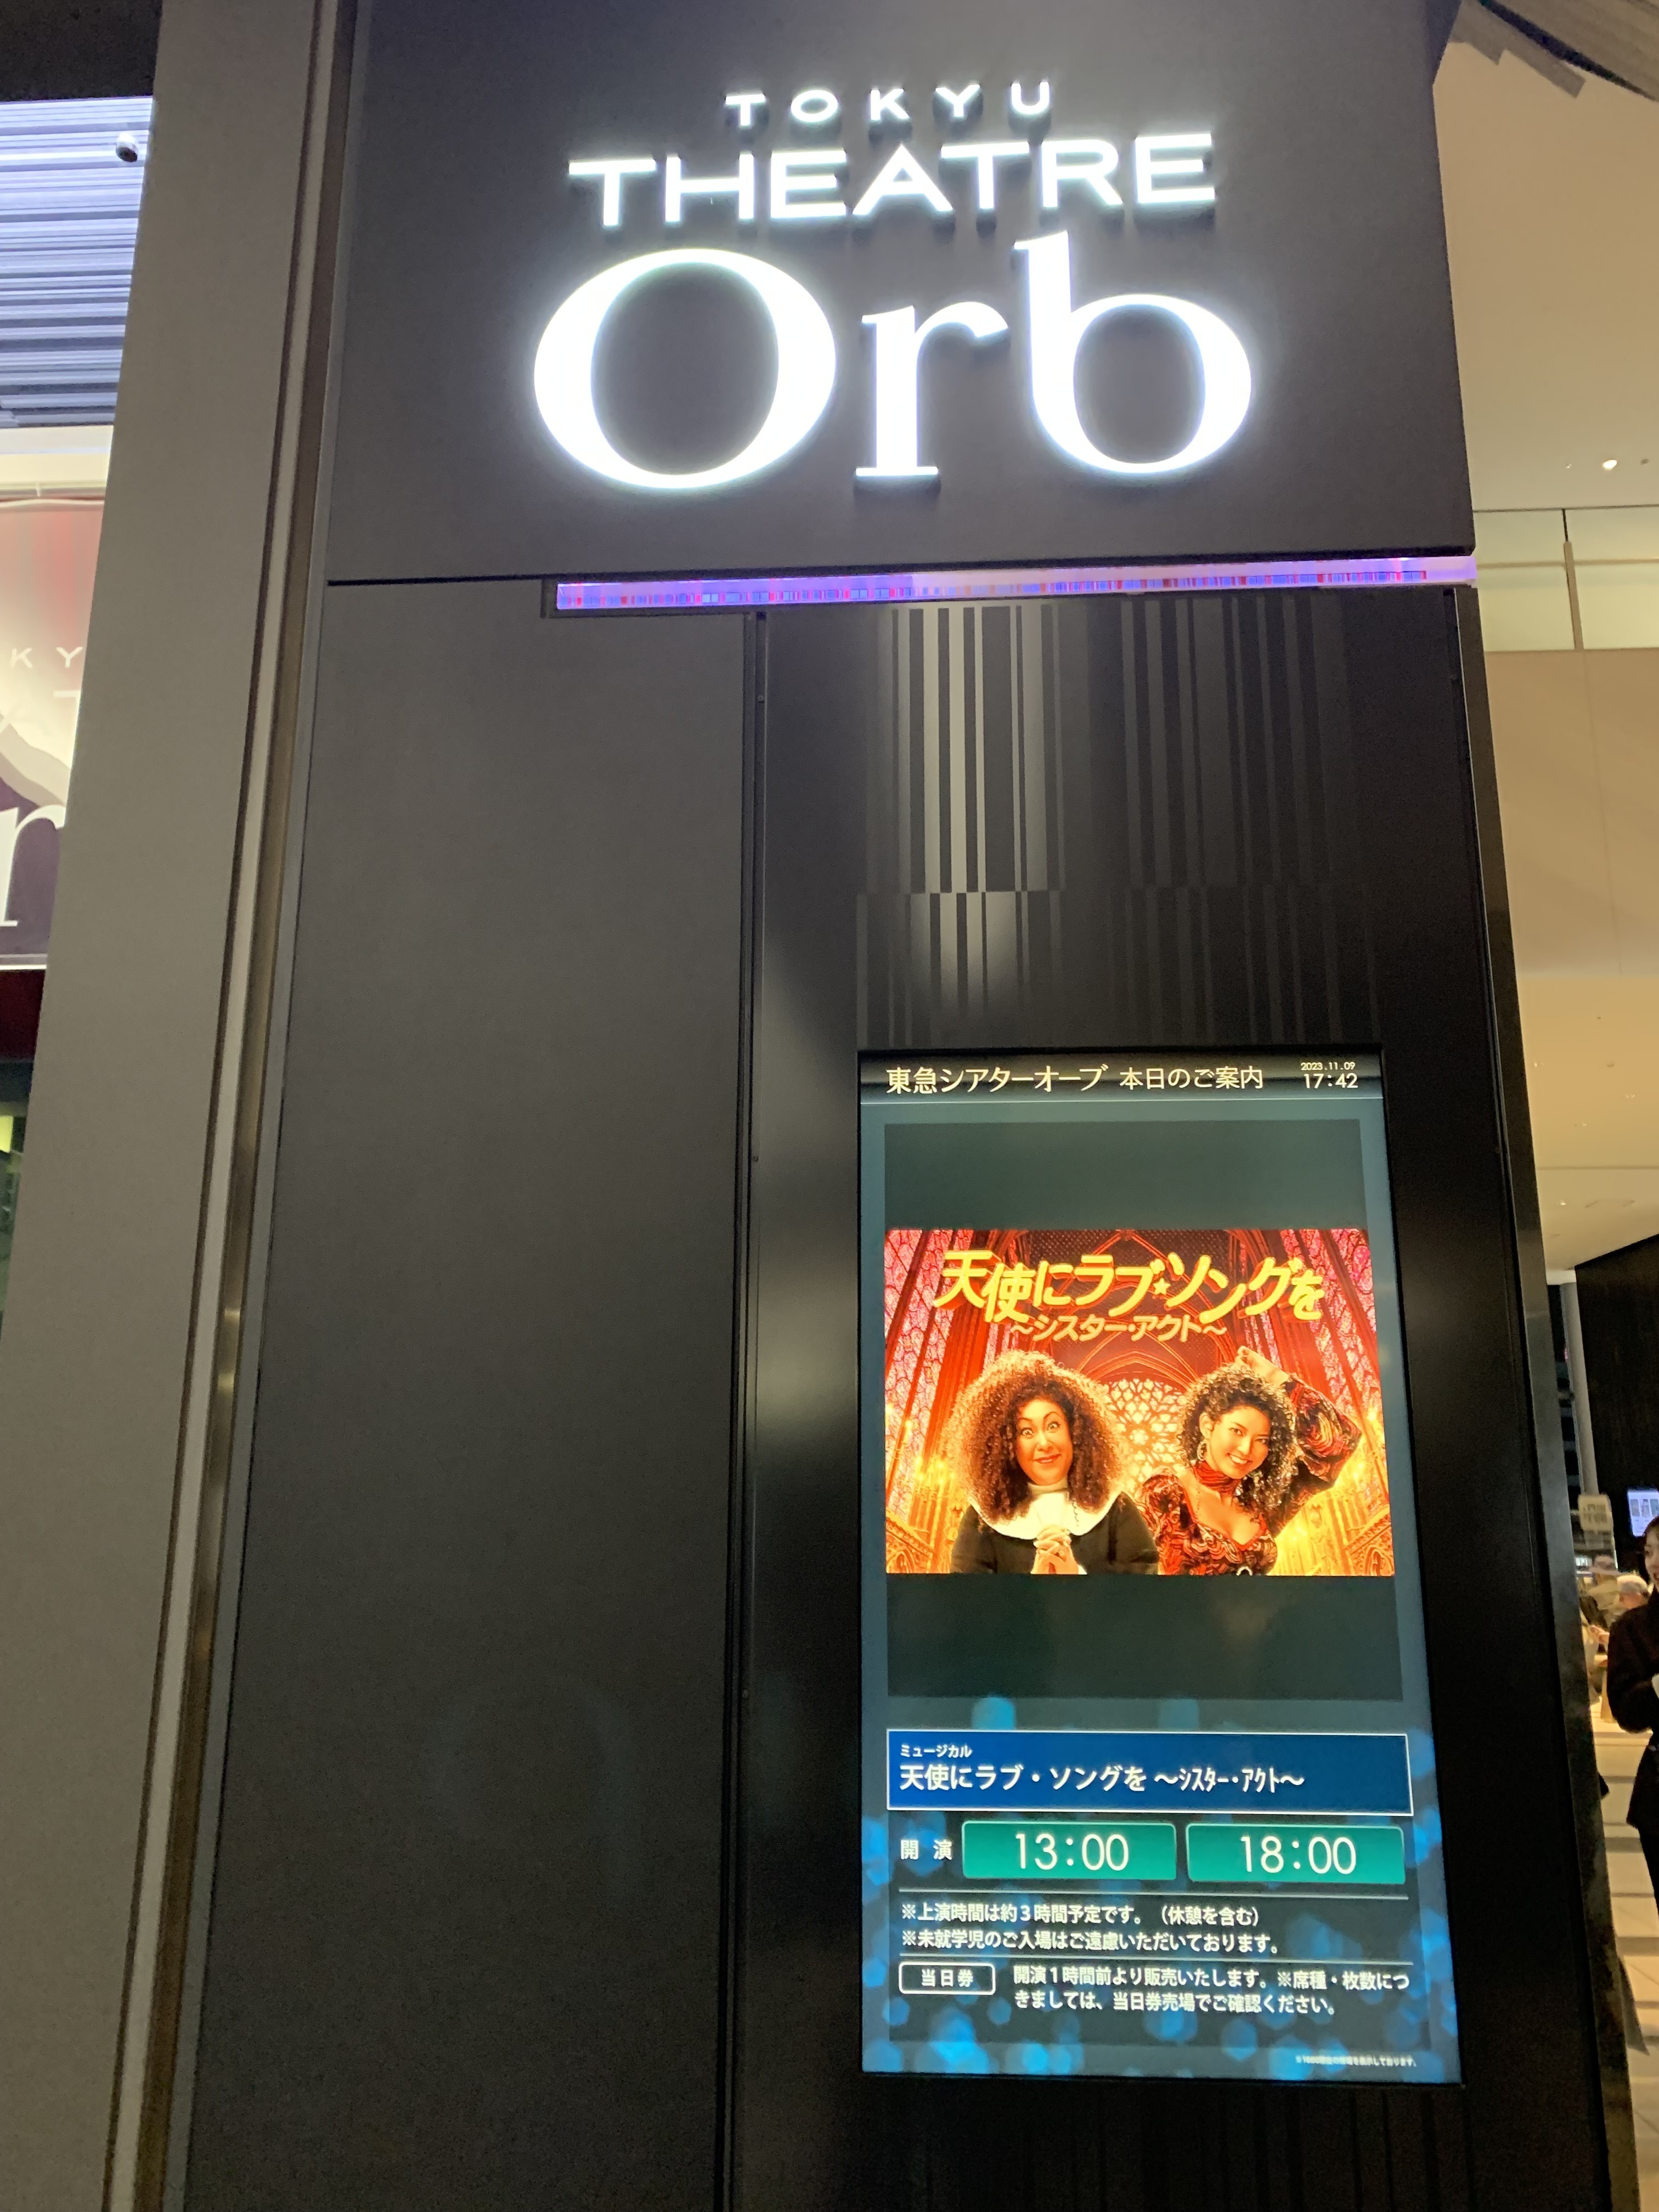 TOKYU
THEATRE
Orb
KY
r
東急シアターオーブ 本日のご案内
2023.11.09
17:42
天使にラブ★ソングを
~シスター・アクト~
ミュージカル
天使にラブ・ソングを ～シスター・アクト～
開演 13:00 18:00
※上演時間は約3時間予定です。（休憩を含む）
※未就学児のご入場はご遠慮いただいております。
当日券 開演1時間前より販売いたします。※席種・枚数につ
きましては、当日券売場でご確認ください。